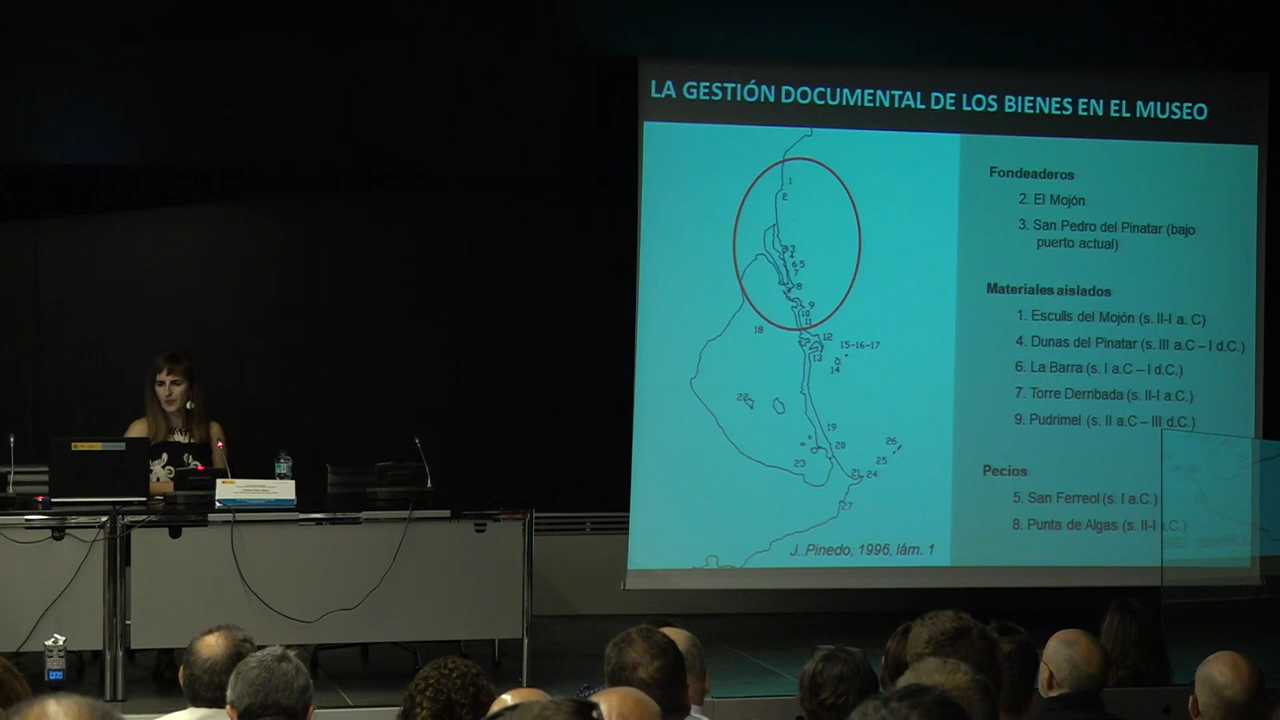 LA GESTIÓN DOCUMENTAL DE LOS BIENES EN EL MUSEO
1
2
3 3
4
6 5
7
8
9
10
11
12
13
14
15-16-17
18
19
20
21
22
23
24
25
26
27
J. Pinedo, 1996, lám. 1
Fondeaderos
2. El Mojón
3. San Pedro del Pinatar (bajo
puerto actual)
Materiales aislados
1. Esculls del Mojón (s. II-I a. C)
4. Dunas del Pinatar (s. III a.C – I d.C.)
6. La Barra (s. I a.C – I d.C.)
7. Torre Derribada (s. II-I a.C.)
9. Pudrimel (s. II a.C – III d.C.)
Pecios
5. San Ferreol (s. I a.C.)
8. Punta de Algas (s. II-I a.C.)